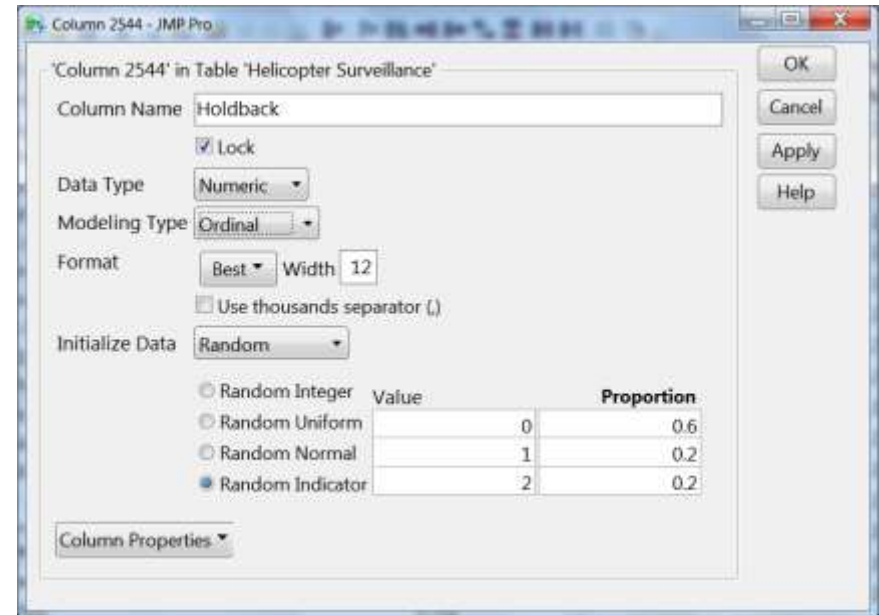 Column 2544 - JMP Pro
'Column 2544' in Table 'Helicopter Surveillance'
OK
Column Name Holdback
Cancel
Lock
Apply
Data Type Numeric
Help
Modeling Type Ordinal
Format Best Width 12
Use thousands separator (,)
Initialize Data Random
Random Integer Value Proportion
Random Uniform 0 0.6
Random Normal 1 0.2
Random Indicator 2 0.2
Column Properties